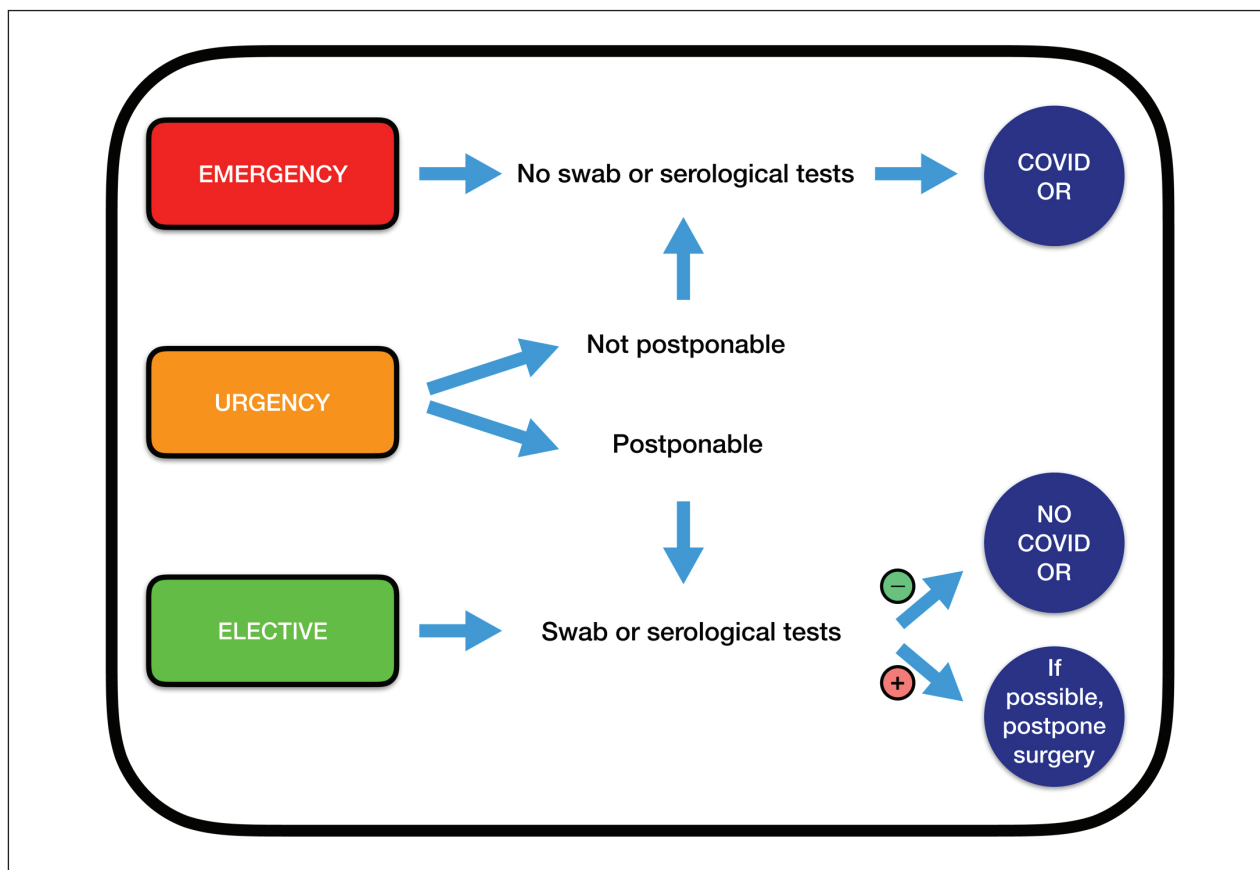 EMERGENCY
No swab or serological tests
COVID
OR
Not postponable
URGENCY
Postponable
NO
COVID
OR
−
ELECTIVE
Swab or serological tests
+
If
possible,
postpone
surgery